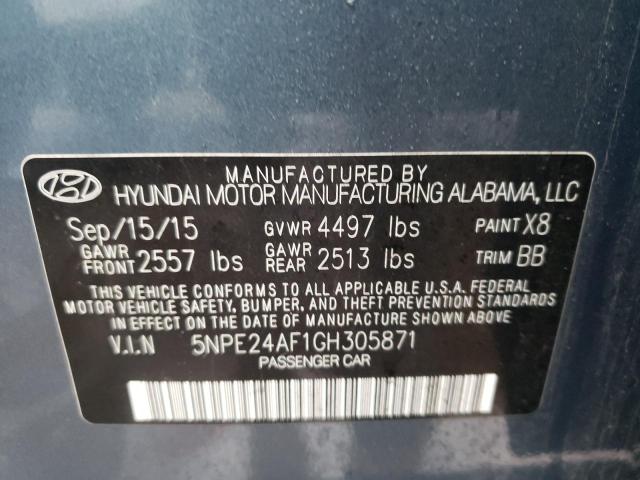 MANUFACTURED BY
HYUNDAI MOTOR MANUFACTURING ALABAMA, LLC
Sep/15/15 GVWR 4497 lbs PAINT X8
GAWR FRONT 2557 lbs GAWR REAR 2513 lbs TRIM BB
THIS VEHICLE CONFORMS TO ALL APPLICABLE U.S.A. FEDERAL
MOTOR VEHICLE SAFETY, BUMPER, AND THEFT PREVENTION STANDARDS
IN EFFECT ON THE DATE OF MANUFACTURE SHOWN ABOVE.
V.I.N 5NPE24AF1GH305871
PASSENGER CAR